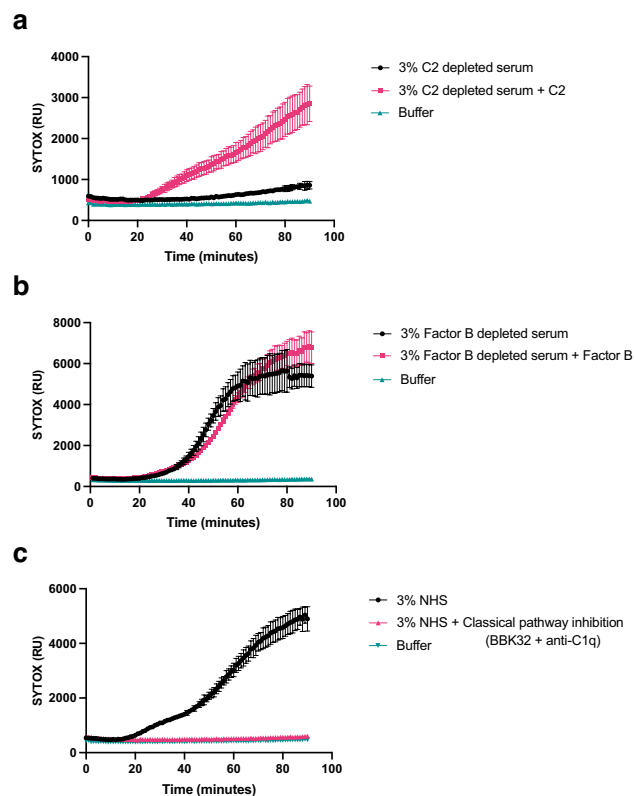 a
4000
3000
2000
1000
0
SYTOX (RU)
0 20 40 60 80 100
Time (minutes)
3% C2 depleted serum
3% C2 depleted serum + C2
Buffer
b
8000
6000
4000
2000
0
SYTOX (RU)
0 20 40 60 80 100
Time (minutes)
3% Factor B depleted serum
3% Factor B depleted serum + Factor B
Buffer
c
6000
4000
2000
0
SYTOX (RU)
0 20 40 60 80 100
Time (minutes)
3% NHS
3% NHS + Classical pathway inhibition
(BBK32 + anti-C1q)
Buffer